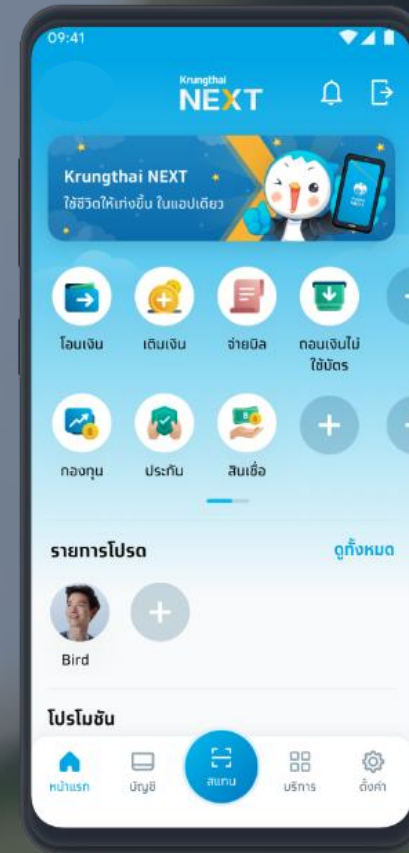 09:41
Krungthai
NEXT
Krungthai NEXT
ใช้ชีวิตให้เก่งขึ้น ในแอปเดียว
โอนเงิน
เติมเงิน
จ่ายบิล
ถอนเงินไม่
ใช้บัตร
กองทุน
ประกัน
สินเชื่อ
รายการโปรด
ดูทั้งหมด
Bird
โปรโมชัน
หน้าแรก
บัญชี
สแกน
บริการ
ตั้งค่า